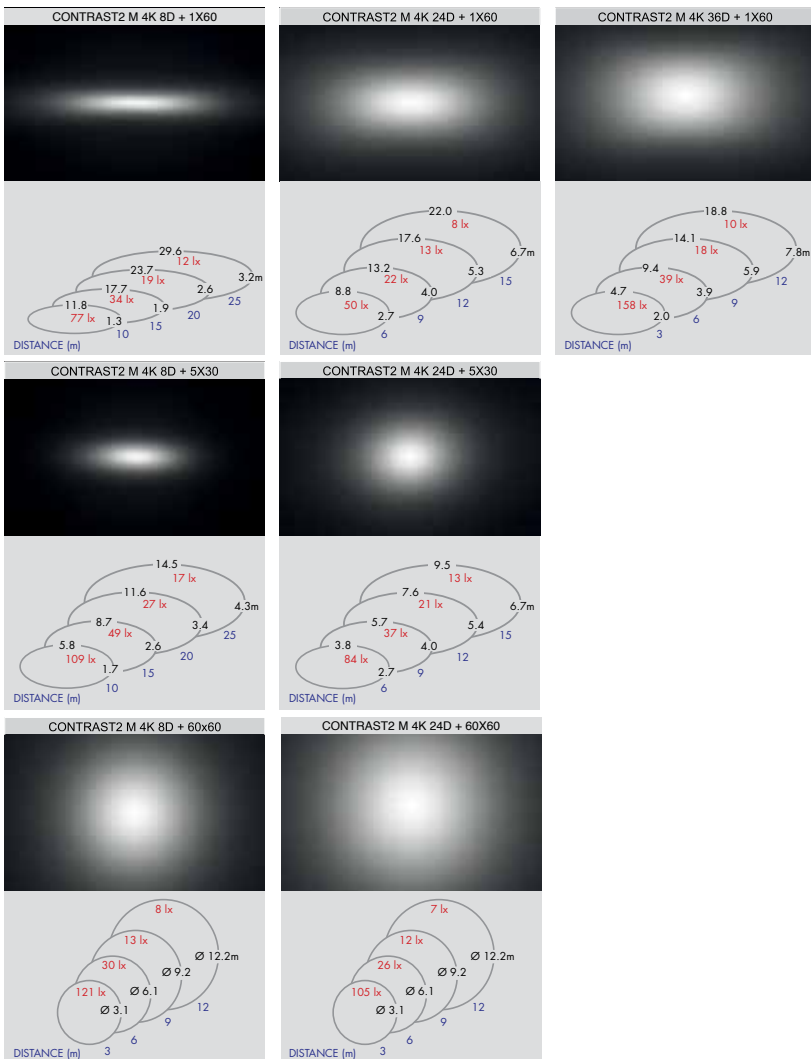 CONTRAST2 M 4K 8D + 1X60
29.6
12 lx
23.7
3.2m
19 lx
17.7
2.6
34 lx
25
11.8
1.9
20
77 lx
1.3
15
10
DISTANCE (m)
CONTRAST2 M 4K 24D + 1X60
22.0
8 lx
17.6
13 lx
6.7m
13.2
5.3
22 lx
15
8.8
4.0
12
50 lx
2.7
9
6
DISTANCE (m)
CONTRAST2 M 4K 36D + 1X60
18.8
10 lx
14.1
18 lx
7.8m
9.4
5.9
39 lx
12
4.7
3.9
9
158 lx
2.0
6
3
DISTANCE (m)
CONTRAST2 M 4K 8D + 5X30
14.5
17 lx
11.6
27 lx
4.3m
8.7
3.4
49 lx
25
5.8
2.6
20
109 lx
1.7
15
10
DISTANCE (m)
CONTRAST2 M 4K 24D + 5X30
9.5
13 lx
7.6
21 lx
6.7m
5.7
5.4
37 lx
15
3.8
4.0
12
84 lx
2.7
9
6
DISTANCE (m)
CONTRAST2 M 4K 8D + 60x60
8 lx
13 lx
Ø 12.2m
30 lx
Ø 9.2
121 lx
Ø 6.1
12
Ø 3.1
9
6
3
DISTANCE (m)
CONTRAST2 M 4K 24D + 60X60
7 lx
12 lx
Ø 12.2m
26 lx
Ø 9.2
105 lx
Ø 6.1
12
Ø 3.1
9
6
3
DISTANCE (m)